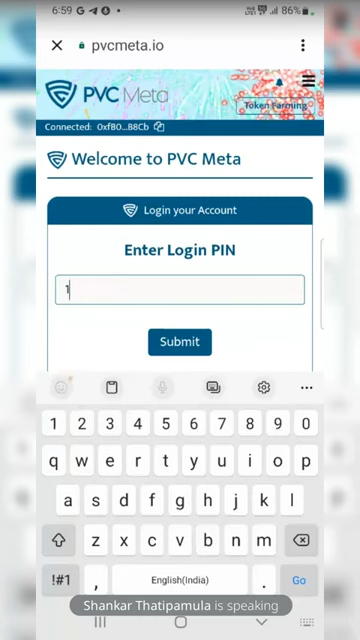 6:59
86%
pvcmeta.io
PVC Meta
Token Farming
Connected: 0xfB0...B8Cb
Welcome to PVC Meta
Login your Account
Enter Login PIN
1
Submit
1 2 3 4 5 6 7 8 9 0
q w e r t y u i o p
a s d f g h j k l
z x c v b n m
!#1 , English(India) . Go
Shankar Thatipamula is speaking